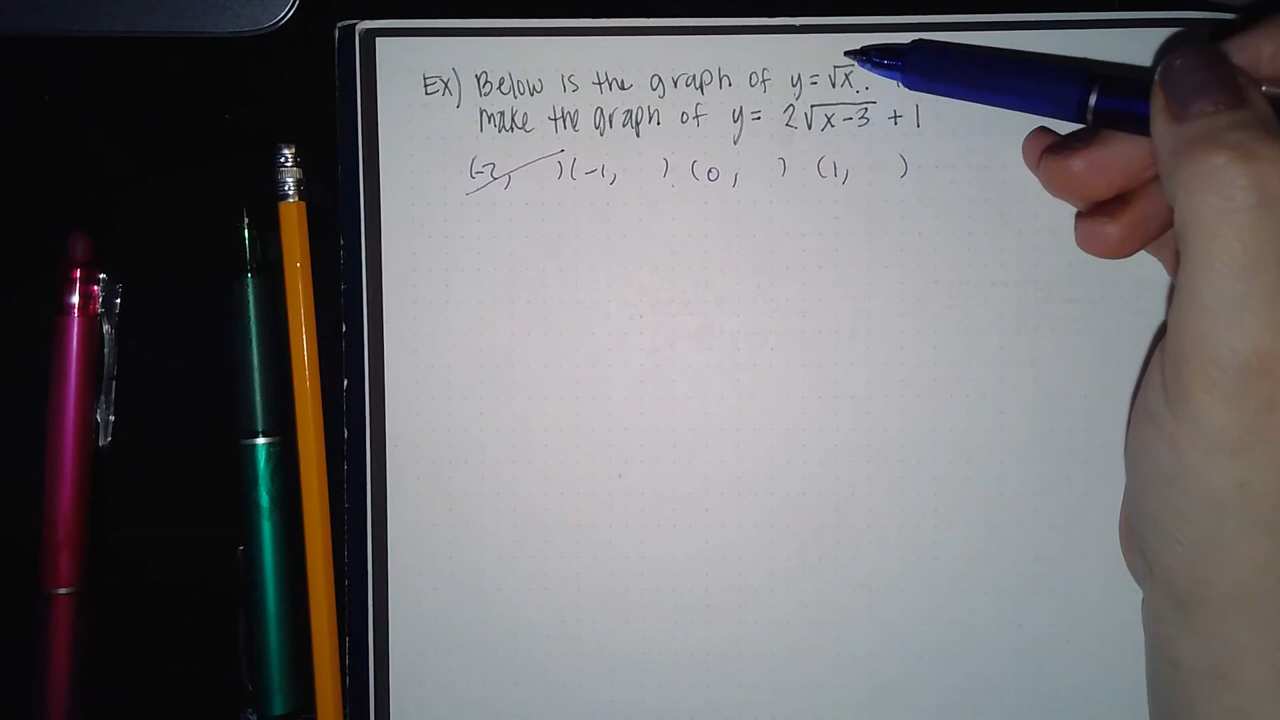 Ex) Below is the graph of y = √x..
make the graph of y = 2√x-3 + 1
(-2, ) (-1, ) (0, ) (1, )